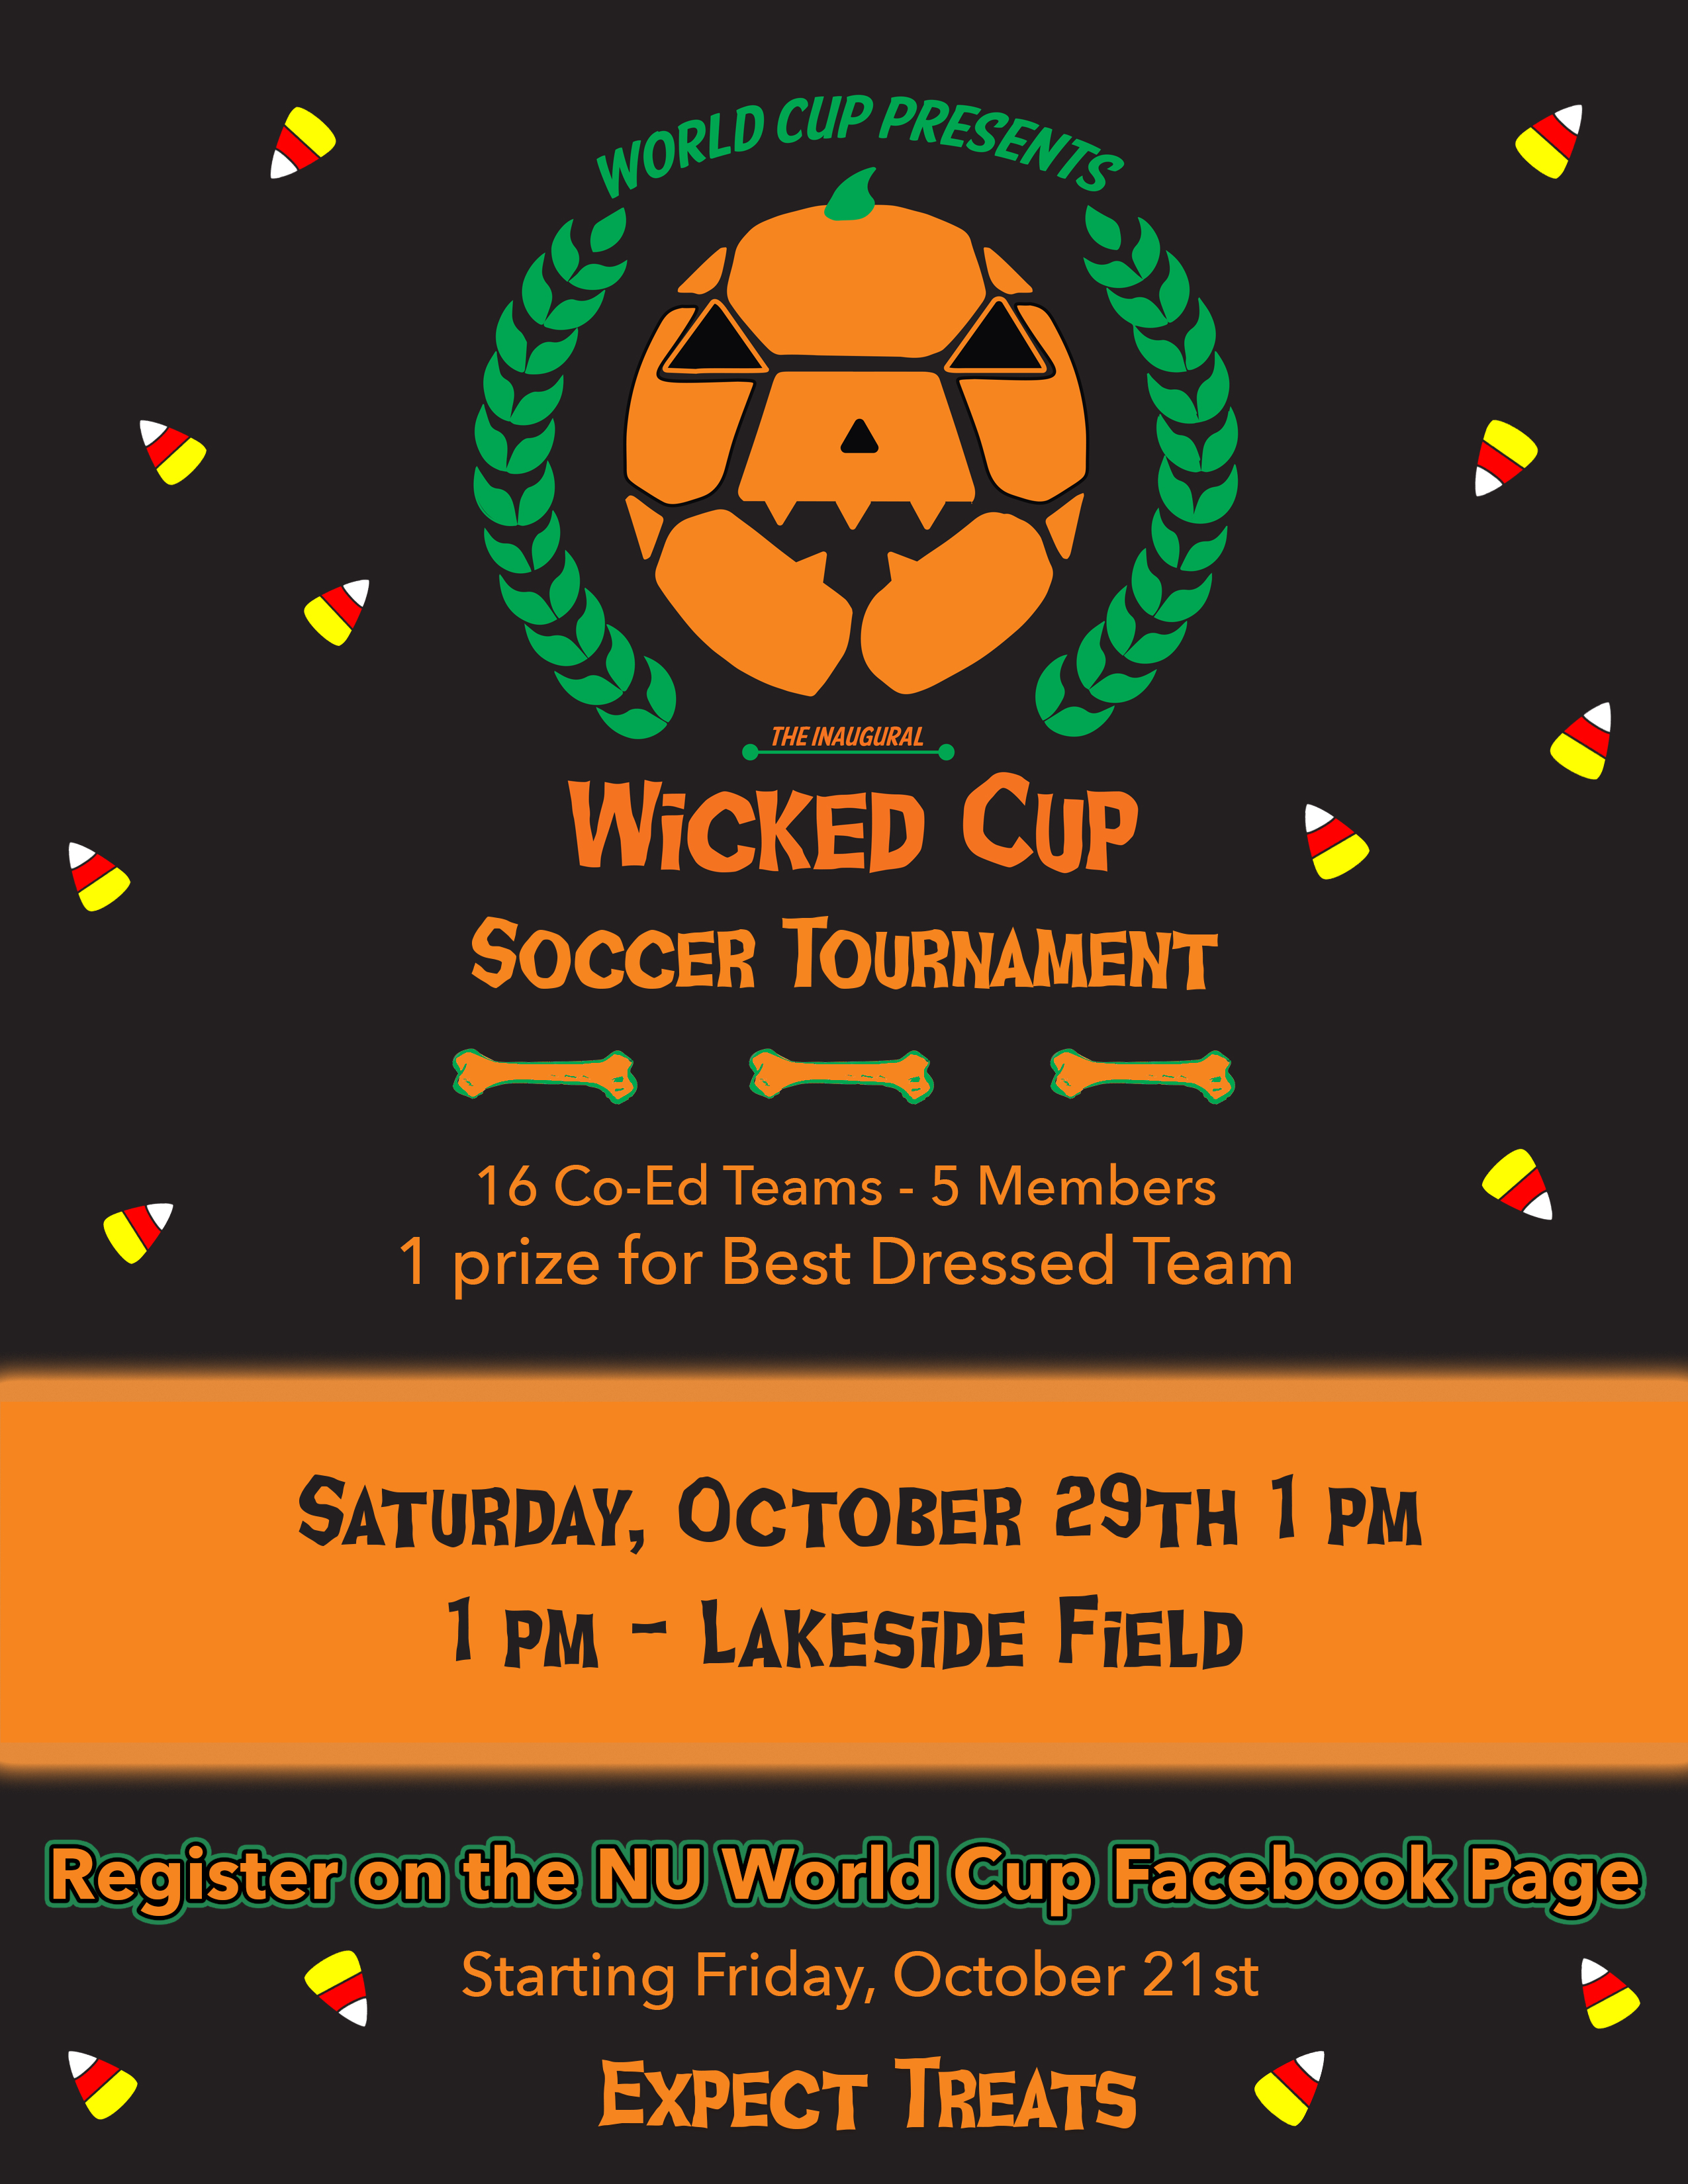 WORLD CUP PRESENTS
THE INAUGURAL
WiCKED CUP
SOCCER TOURNAMENT
16 Co-Ed Teams - 5 Members
1 prize for Best Dressed Team
SATURDAY, OCTOBER 29TH 1 PM
1 PM - LAKESiDE FiELD
Register on the NU World Cup Facebook Page
Starting Friday, October 21st
EXPECT TREATS